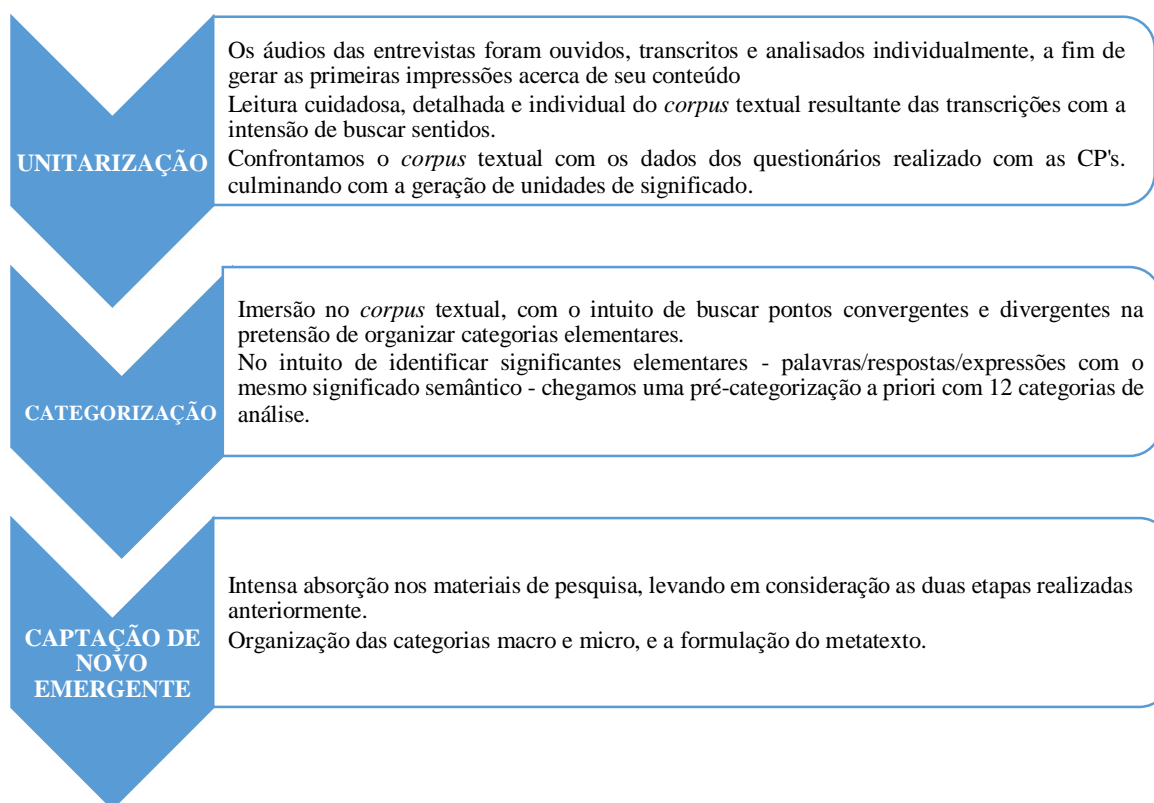 UNITARIZAÇÃO
Os áudios das entrevistas foram ouvidos, transcritos e analisados individualmente, a fim de
gerar as primeiras impressões acerca de seu conteúdo
Leitura cuidadosa, detalhada e individual do corpus textual resultante das transcrições com a
intensão de buscar sentidos.
Confrontamos o corpus textual com os dados dos questionários realizado com as CP's.
culminando com a geração de unidades de significado.
CATEGORIZAÇÃO
Imersão no corpus textual, com o intuito de buscar pontos convergentes e divergentes na
pretensão de organizar categorias elementares.
No intuito de identificar significantes elementares - palavras/respostas/expressões com o
mesmo significado semântico - chegamos uma pré-categorização a priori com 12 categorias de
análise.
CAPTAÇÃO DE
NOVO
EMERGENTE
Intensa absorção nos materiais de pesquisa, levando em consideração as duas etapas realizadas
anteriormente.
Organização das categorias macro e micro, e a formulação do metatexto.